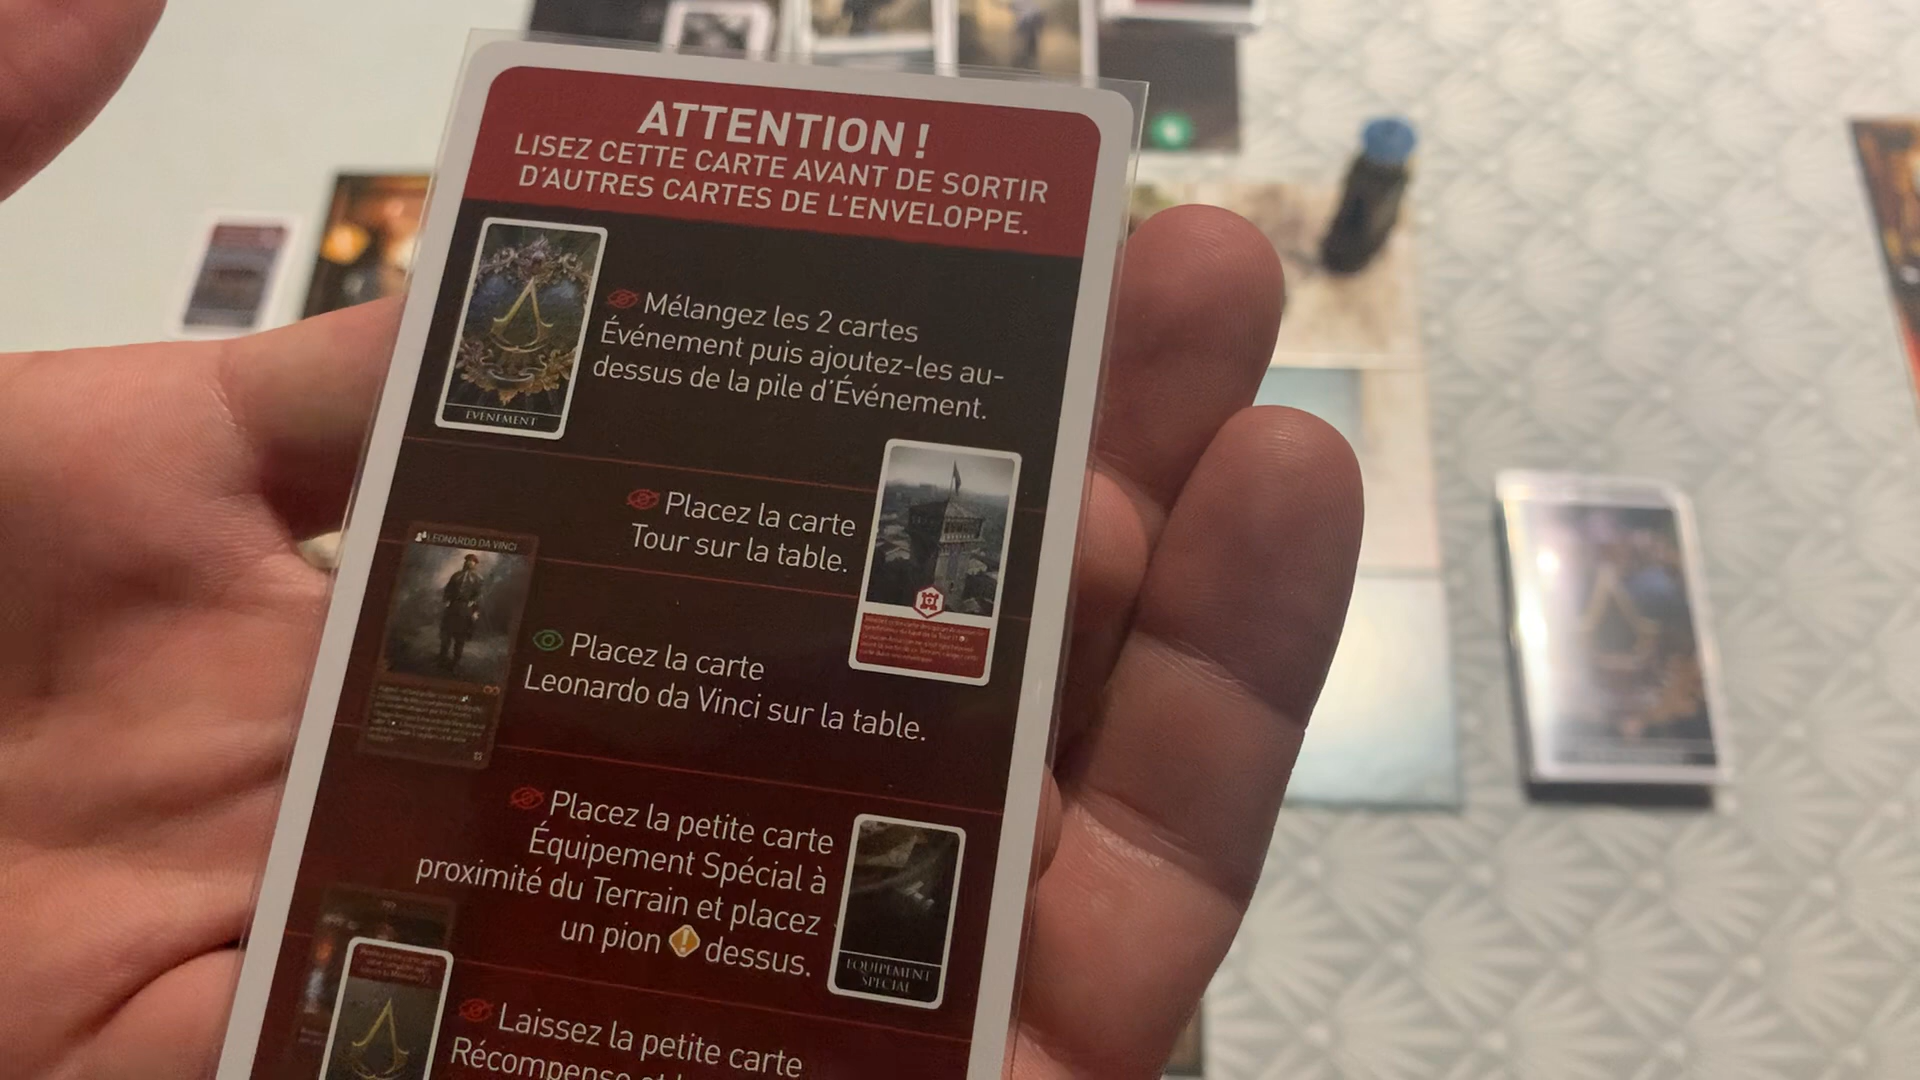 ATTENTION !
LISEZ CETTE CARTE AVANT DE SORTIR
D'AUTRES CARTES DE L'ENVELOPPE.
Mélangez les 2 cartes
Événement puis ajoutez-les au-
dessus de la pile d'Événement.
ÉVÉNEMENT
Placez la carte
Tour sur la table.
LEONARDO DA VINCI
Placez la carte
Leonardo da Vinci sur la table.
Placez la petite carte
Équipement Spécial à
proximité du Terrain et placez
un pion ! dessus.
EQUIPEMENT
SPÉCIAL
Laissez la petite carte
Récompense